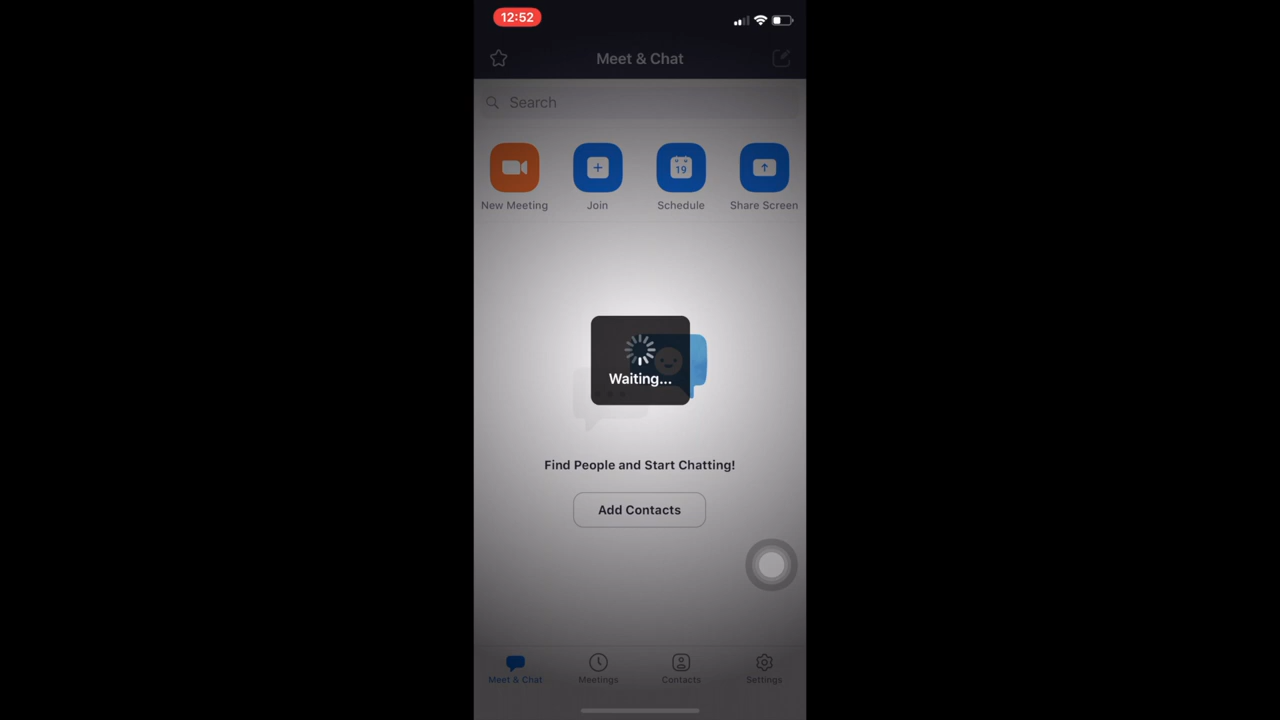 12:52
Meet & Chat
Search
19
New Meeting
Join
Schedule
Share Screen
Waiting...
Find People and Start Chatting!
Add Contacts
Meet & Chat
Meetings
Contacts
Settings